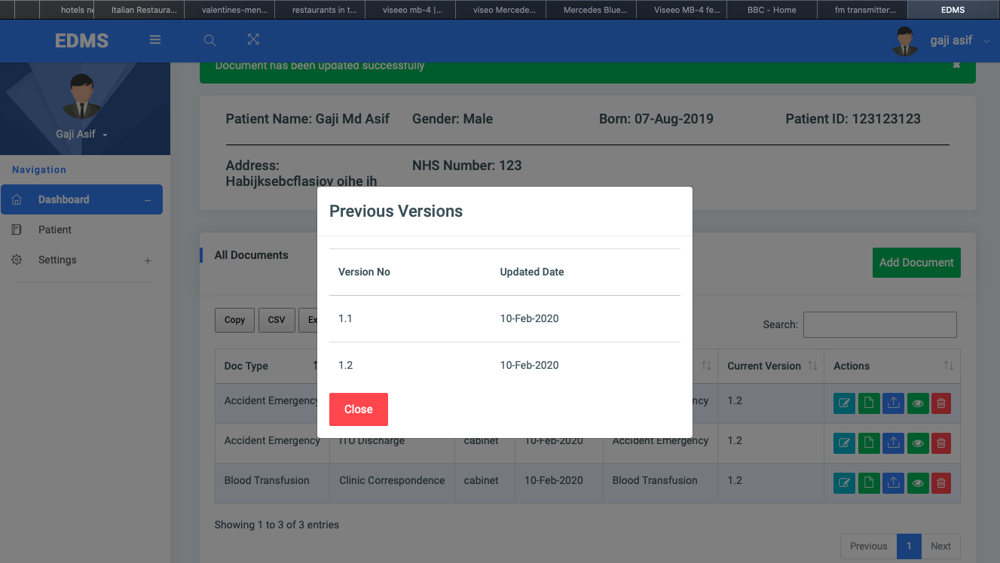 hotels ne
Italian Restaura...
valentines-men...
restaurants in t...
viseeo mb-4 |...
viseo Mercede...
Mercedes Blue...
Viseeo MB-4 fe...
BBC - Home
fm transmitter...
EDMS
EDMS
gaji asif
Document has been updated successfully
Gaji Asif
Navigation
Dashboard
Patient
Settings
Patient Name: Gaji Md Asif Gender: Male Born: 07-Aug-2019 Patient ID: 123123123
Address: NHS Number: 123
Habijksebcflasiov oihe ih
Previous Versions
Version No Updated Date
1.1 10-Feb-2020
1.2 10-Feb-2020
Close
All Documents Add Document
Copy CSV Ex Search:
Doc Type Current Version Actions
Accident Emergency ncy 1.2
Accident Emergency ITU Discharge cabinet 10-Feb-2020 Accident Emergency 1.2
Blood Transfusion Clinic Correspondence cabinet 10-Feb-2020 Blood Transfusion 1.2
Showing 1 to 3 of 3 entries
Previous 1 Next